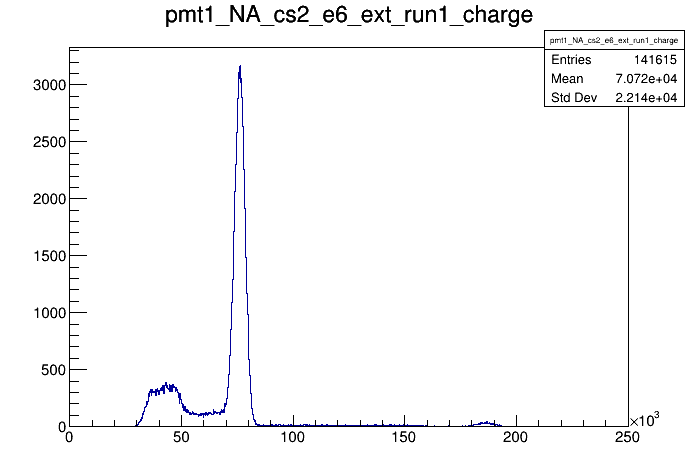 pmt1_NA_cs2_e6_ext_run1_charge
pmt1_NA_cs2_e6_ext_run1_charge
Entries 141615
Mean 7.072e+04
Std Dev 2.214e+04
3000
2500
2000
1500
1000
500
0
0 50 100 150 200 250
×10³